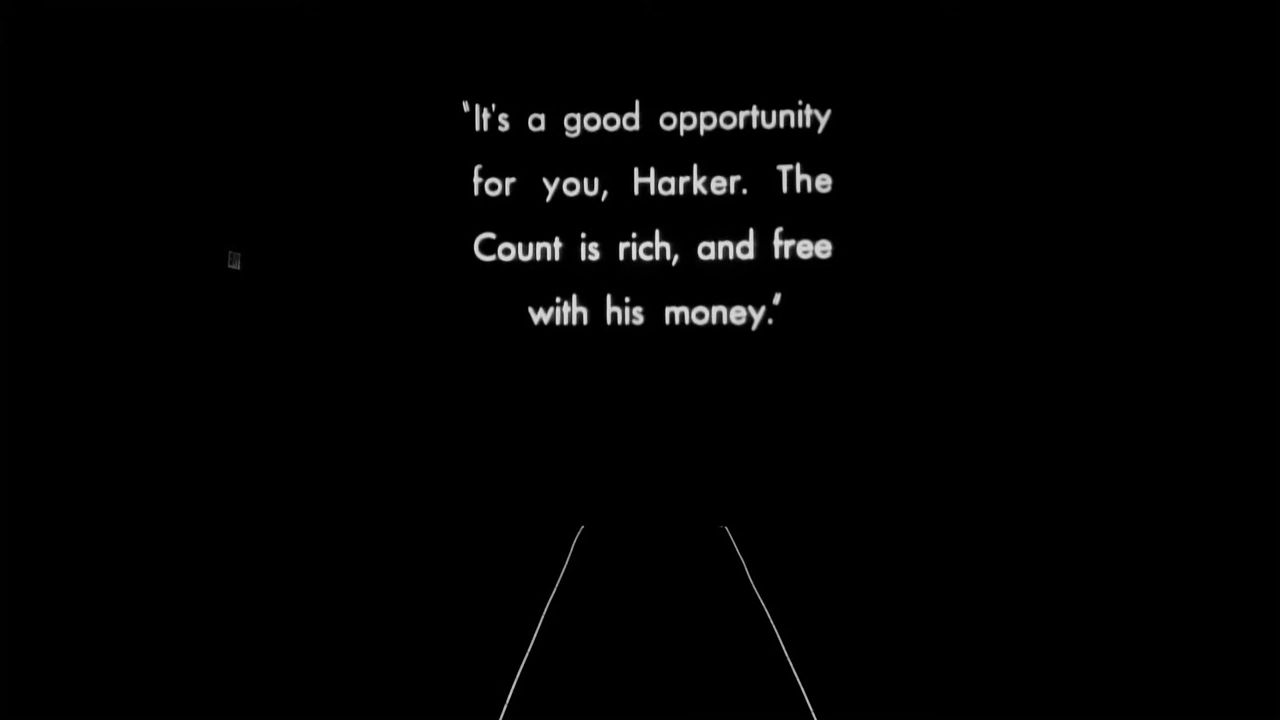 "It's a good opportunity
for you, Harker. The
Count is rich, and free
with his money."